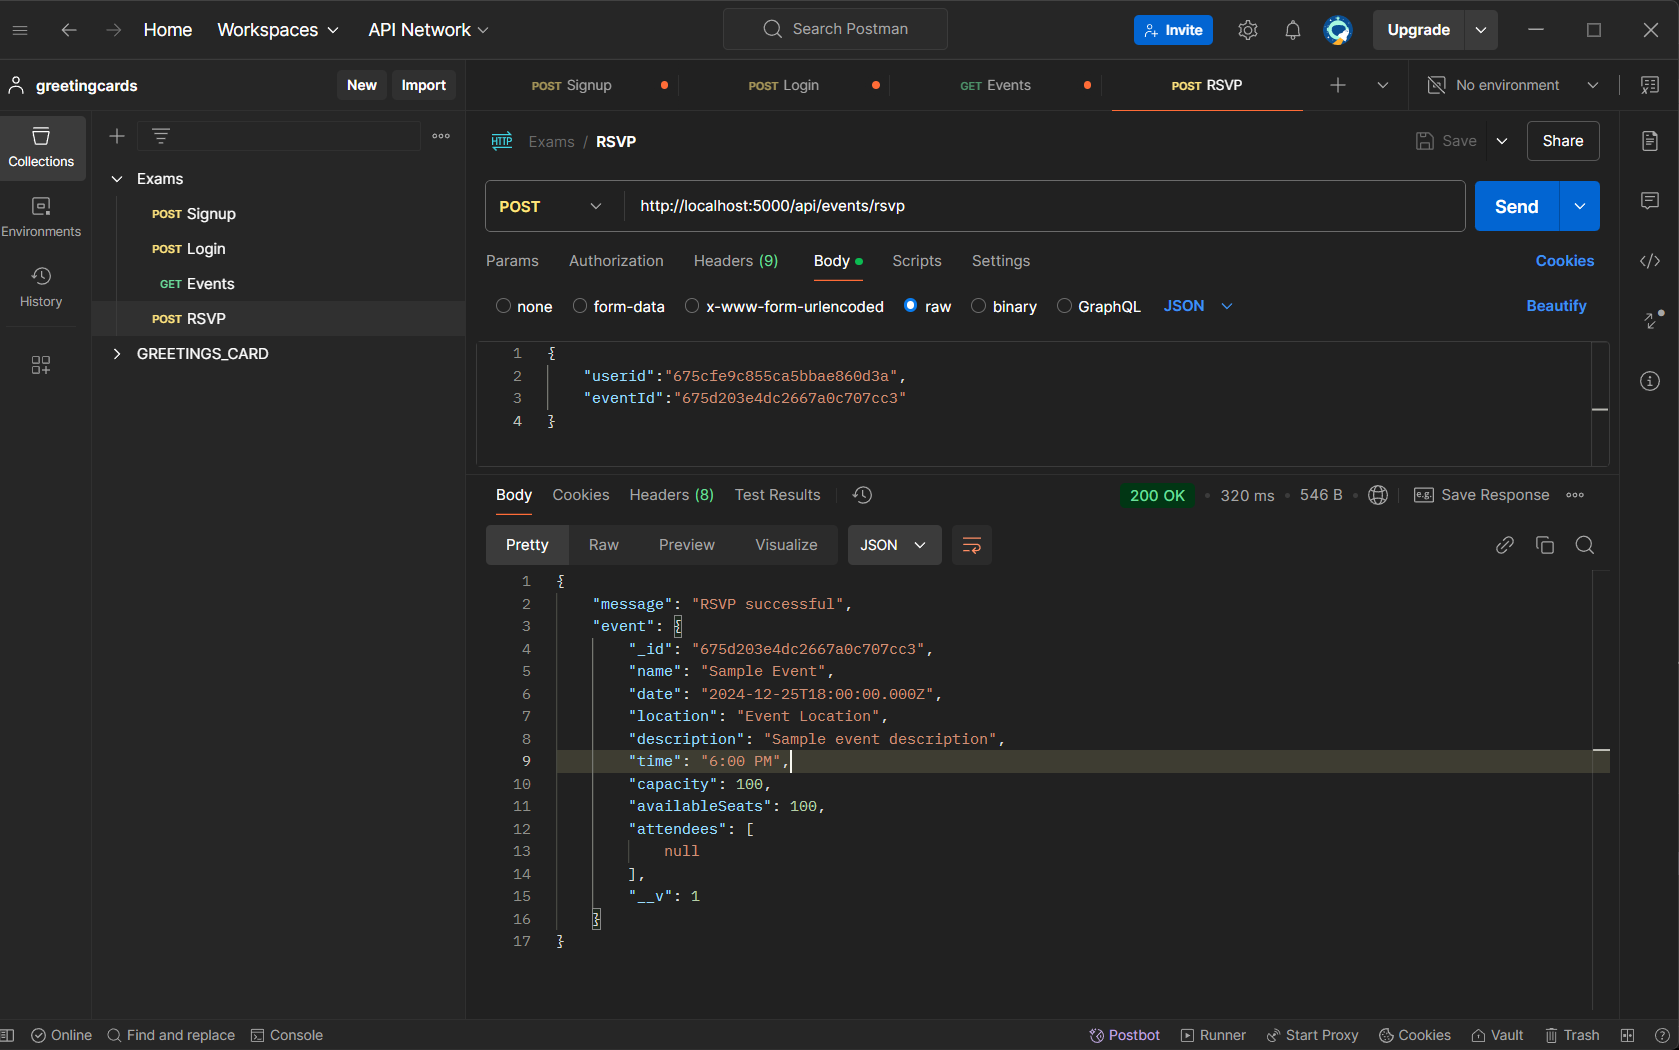 Home Workspaces API Network Search Postman Invite Upgrade
greetingcards New Import POST Signup POST Login GET Events POST RSVP No environment
Collections
Environments
History
Exams
POST Signup
POST Login
GET Events
POST RSVP
GREETINGS_CARD
HTTP Exams / RSVP Save Share
POST http://localhost:5000/api/events/rsvp Send
Params Authorization Headers (9) Body Scripts Settings Cookies
none form-data x-www-form-urlencoded raw binary GraphQL JSON Beautify
1 {
2 "userid":"675cfe9c855ca5bbae860d3a",
3 "eventId":"675d203e4dc2667a0c707cc3"
4 }
Body Cookies Headers (8) Test Results 200 OK 320 ms 546 B e.g. Save Response
Pretty Raw Preview Visualize JSON
1 {
2 "message": "RSVP successful",
3 "event": {
4 "_id": "675d203e4dc2667a0c707cc3",
5 "name": "Sample Event",
6 "date": "2024-12-25T18:00:00.000Z",
7 "location": "Event Location",
8 "description": "Sample event description",
9 "time": "6:00 PM",
10 "capacity": 100,
11 "availableSeats": 100,
12 "attendees": [
13 null
14 ],
15 "__v": 1
16 }
17 }
Online Find and replace Console Postbot Runner Start Proxy Cookies Vault Trash